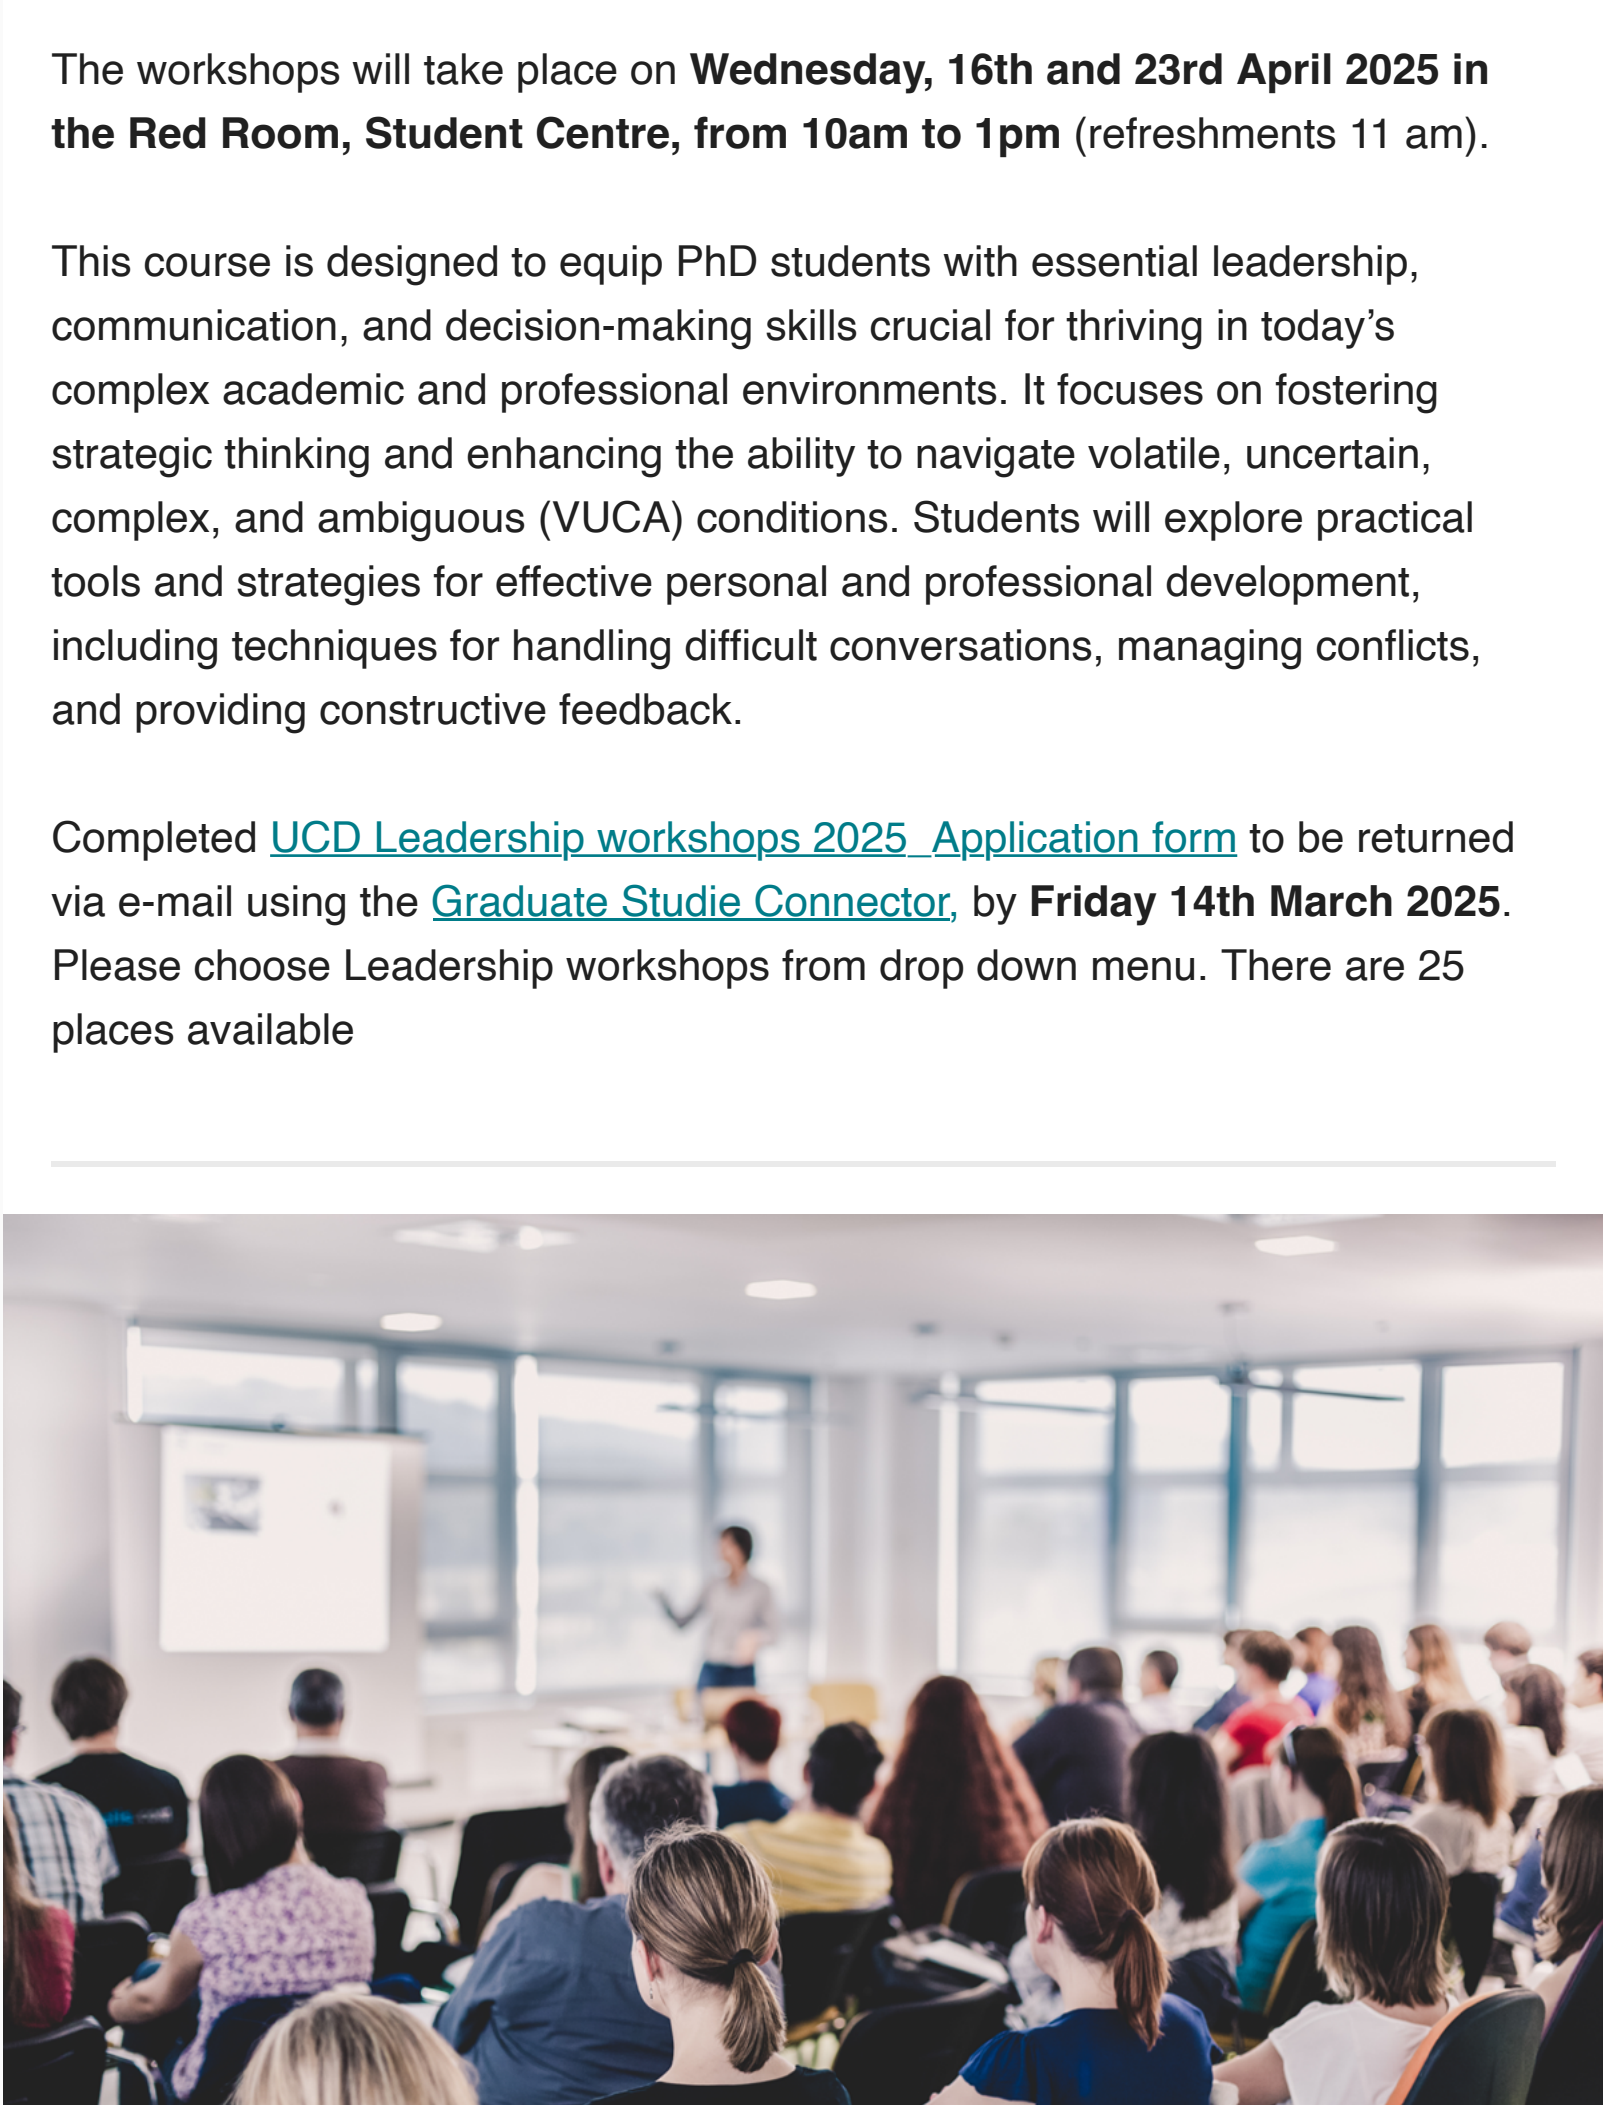 The workshops will take place on Wednesday, 16th and 23rd April 2025 in
the Red Room, Student Centre, from 10am to 1pm (refreshments 11 am).
This course is designed to equip PhD students with essential leadership,
communication, and decision-making skills crucial for thriving in today’s
complex academic and professional environments. It focuses on fostering
strategic thinking and enhancing the ability to navigate volatile, uncertain,
complex, and ambiguous (VUCA) conditions. Students will explore practical
tools and strategies for effective personal and professional development,
including techniques for handling difficult conversations, managing conflicts,
and providing constructive feedback.
Completed UCD Leadership workshops 2025_Application form to be returned
via e-mail using the Graduate Studie Connector, by Friday 14th March 2025.
Please choose Leadership workshops from drop down menu. There are 25
places available